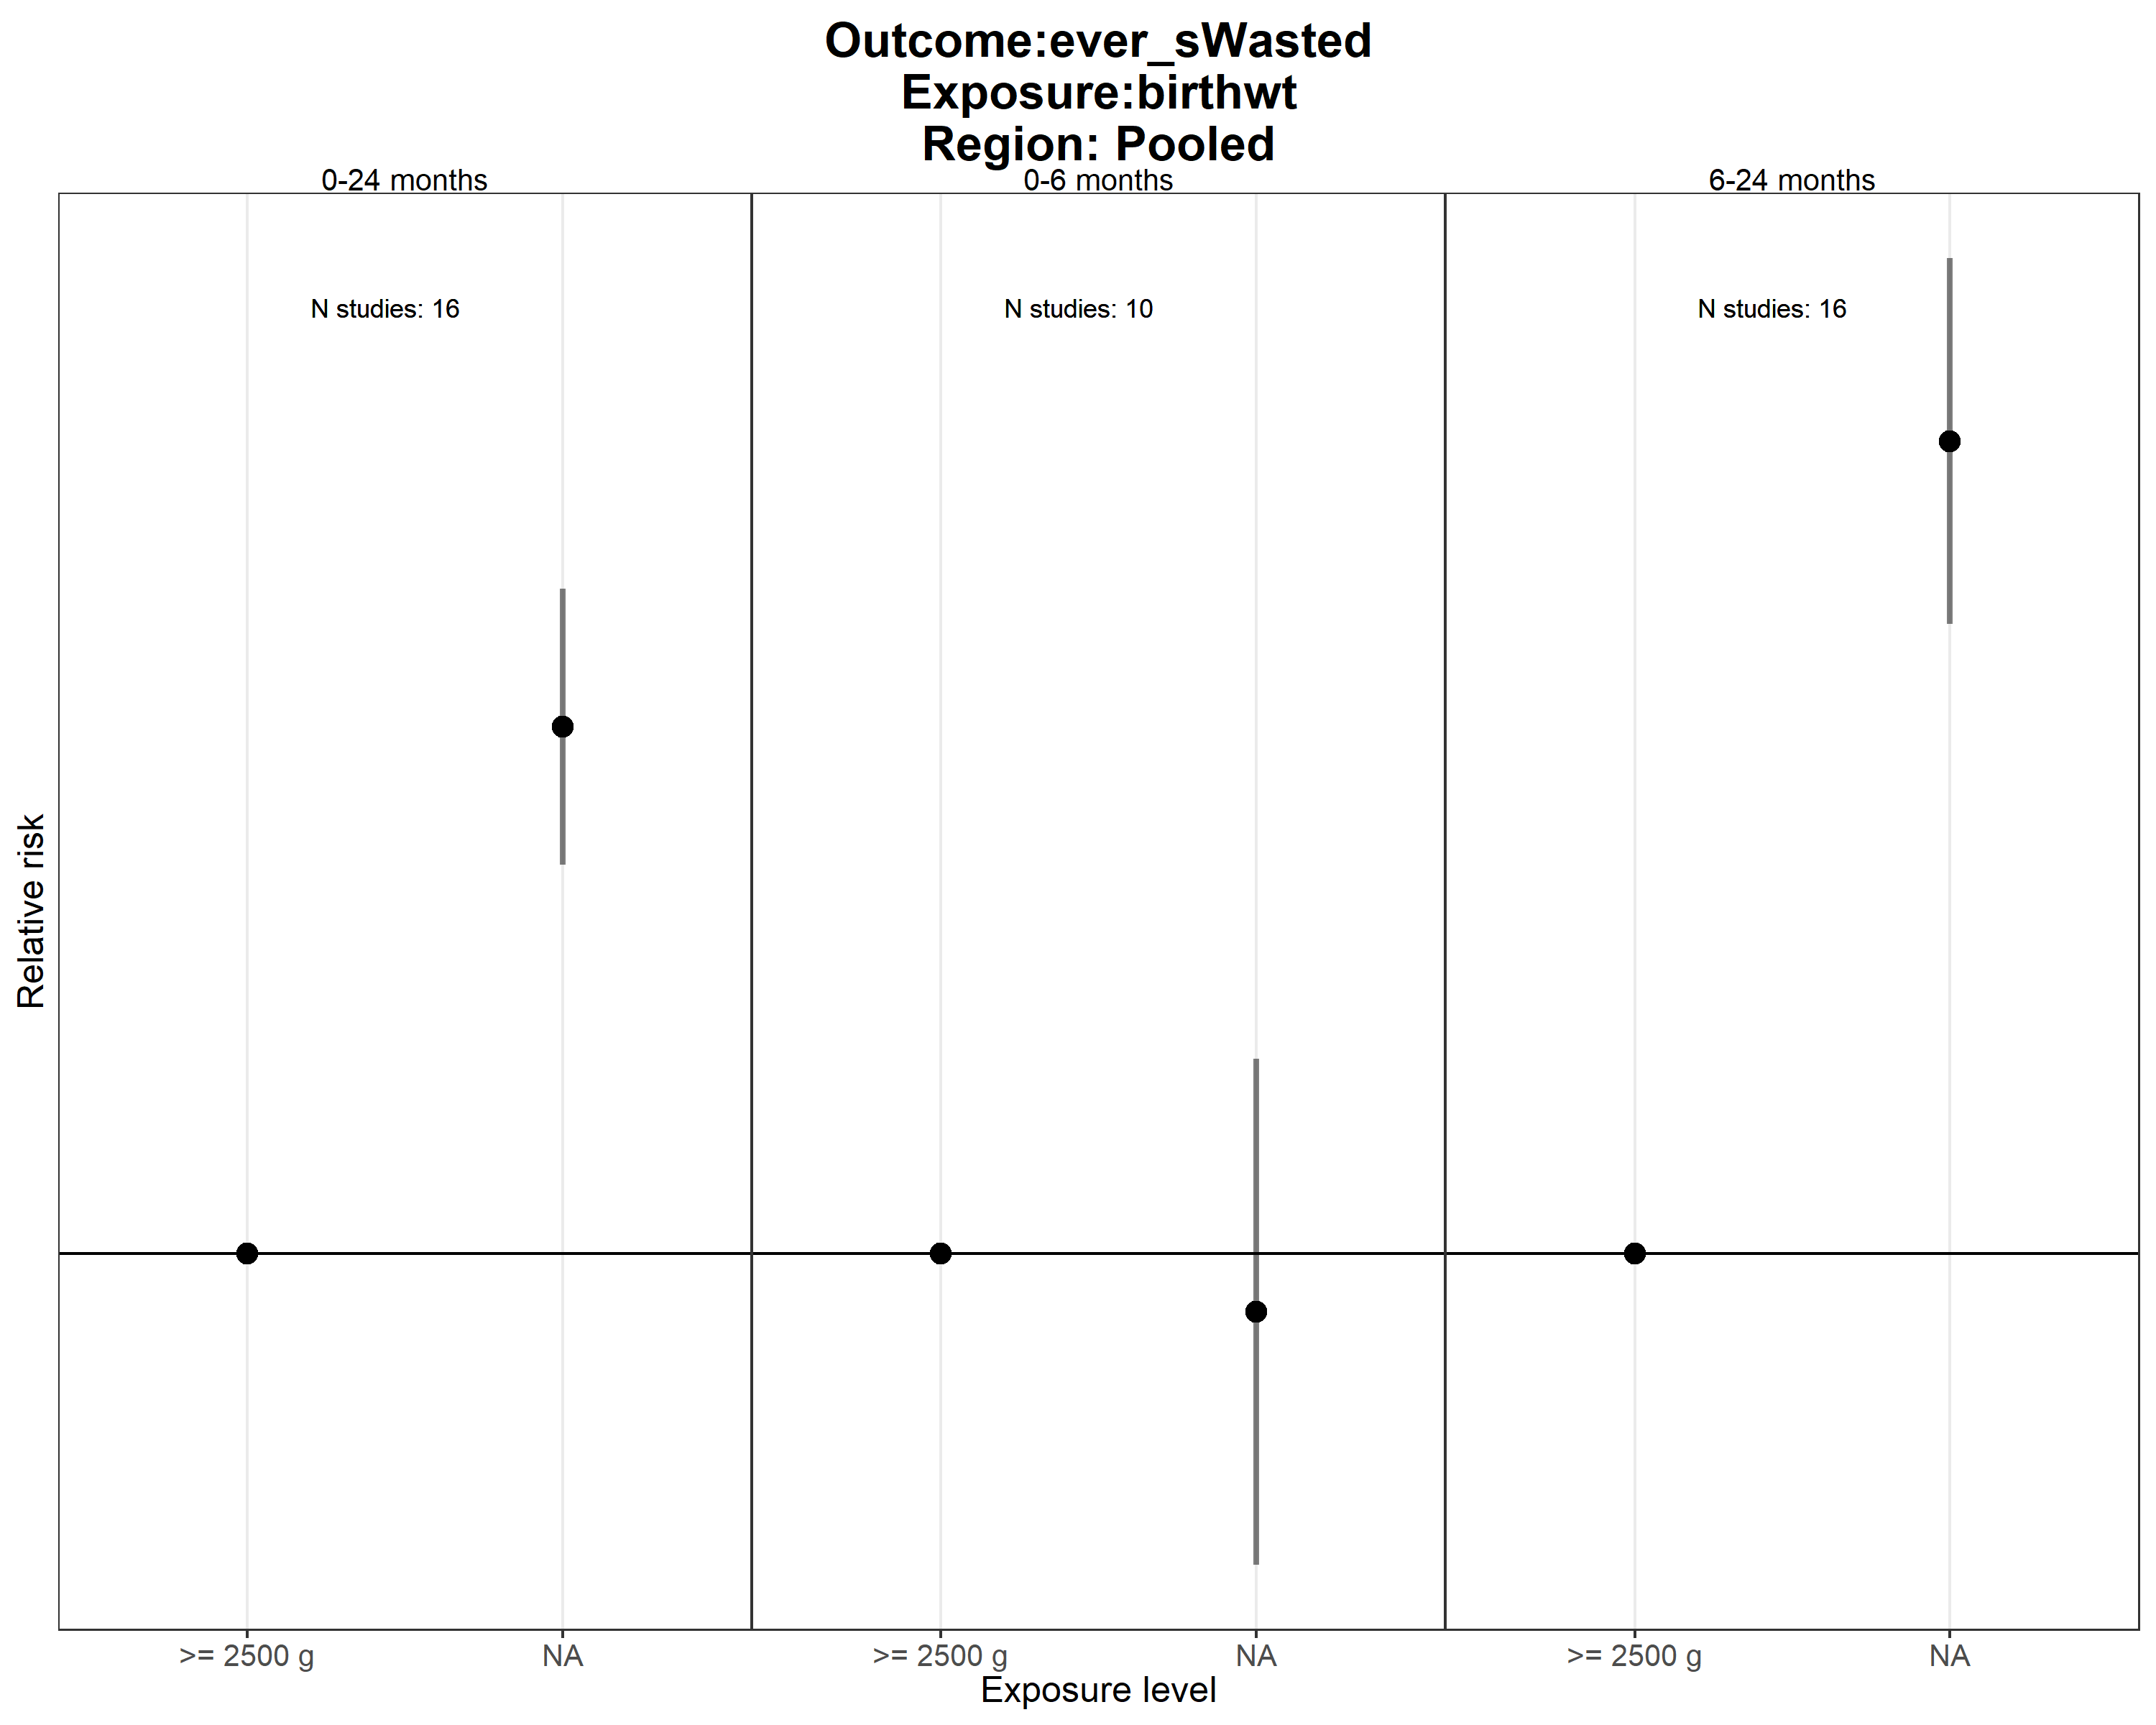 Outcome:ever_sWasted
Exposure:birthwt
Region: Pooled
0-24 months
0-6 months
6-24 months
N studies: 16
N studies: 10
N studies: 16
Relative risk
>= 2500 g
NA
>= 2500 g
NA
>= 2500 g
NA
Exposure level